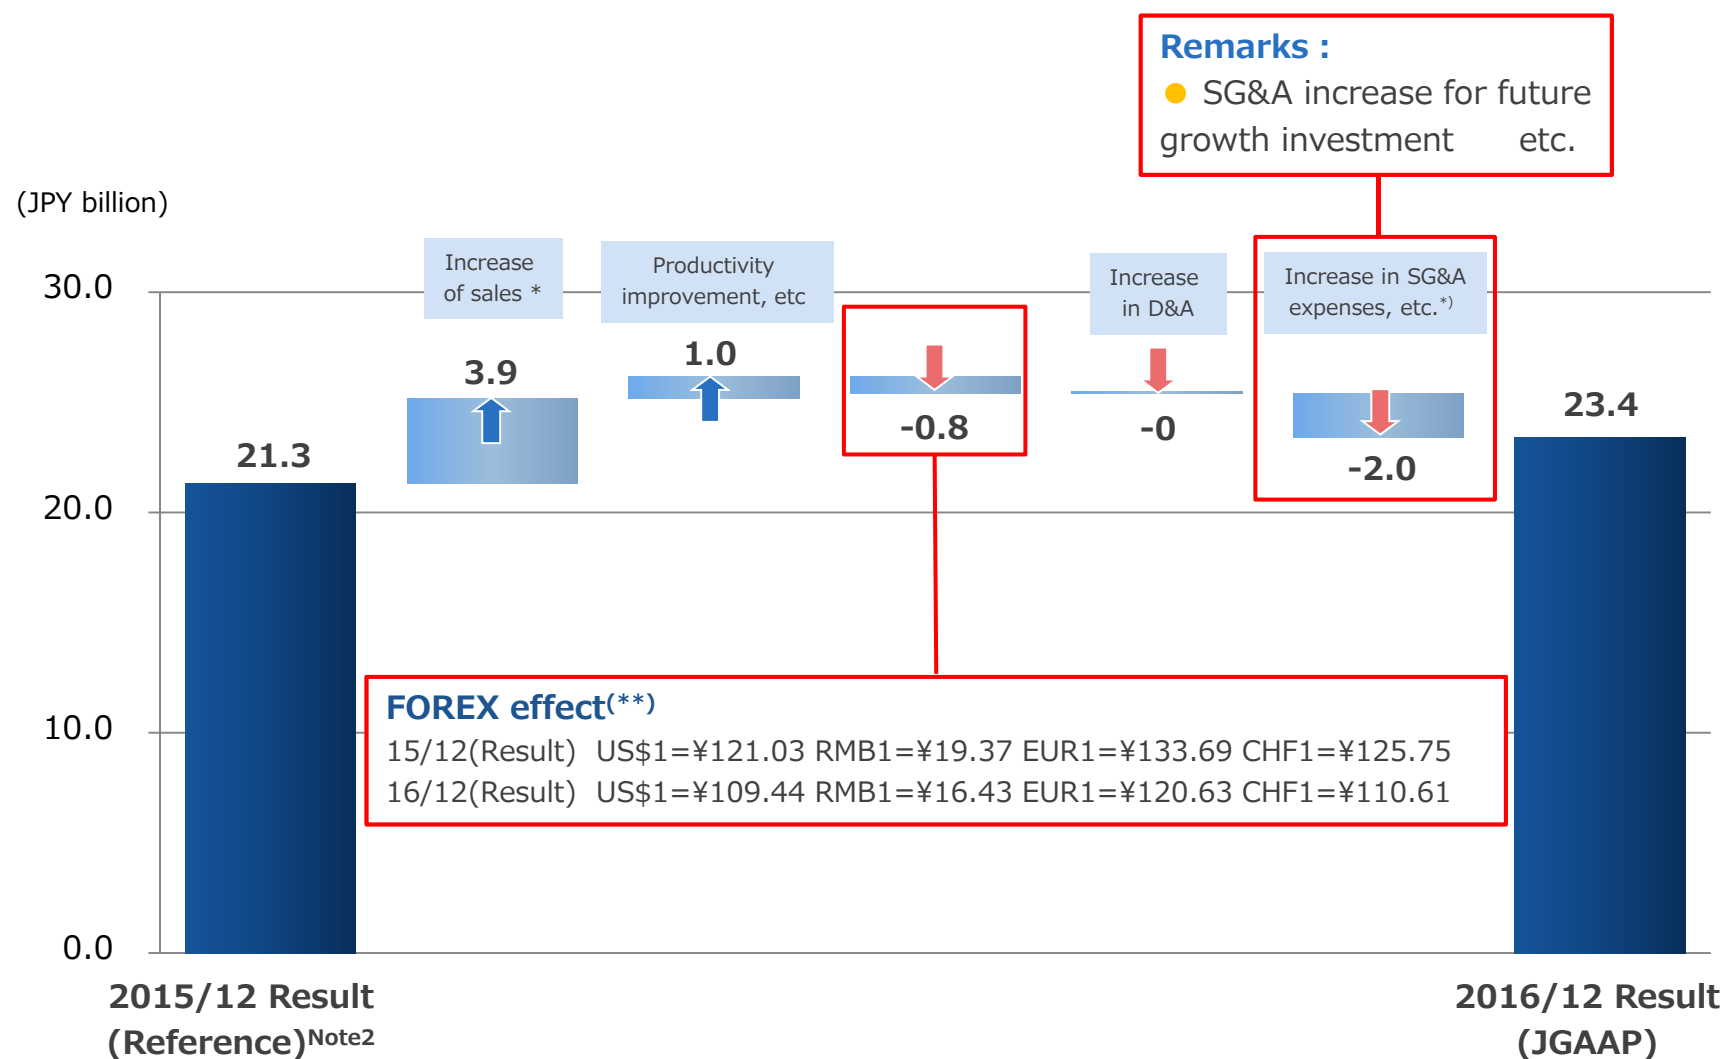 Remarks :
● SG&A increase for future
growth investment etc.
(JPY billion)
30.0
20.0
10.0
0.0
Increase
of sales *
3.9
Productivity
improvement, etc
1.0
-0.8
Increase
in D&A
-0
Increase in SG&A
expenses, etc.*)
-2.0
21.3
23.4
FOREX effect(**)
15/12(Result) US$1=¥121.03 RMB1=¥19.37 EUR1=¥133.69 CHF1=¥125.75
16/12(Result) US$1=¥109.44 RMB1=¥16.43 EUR1=¥120.63 CHF1=¥110.61
2015/12 Result
(Reference)Note2
2016/12 Result
(JGAAP)